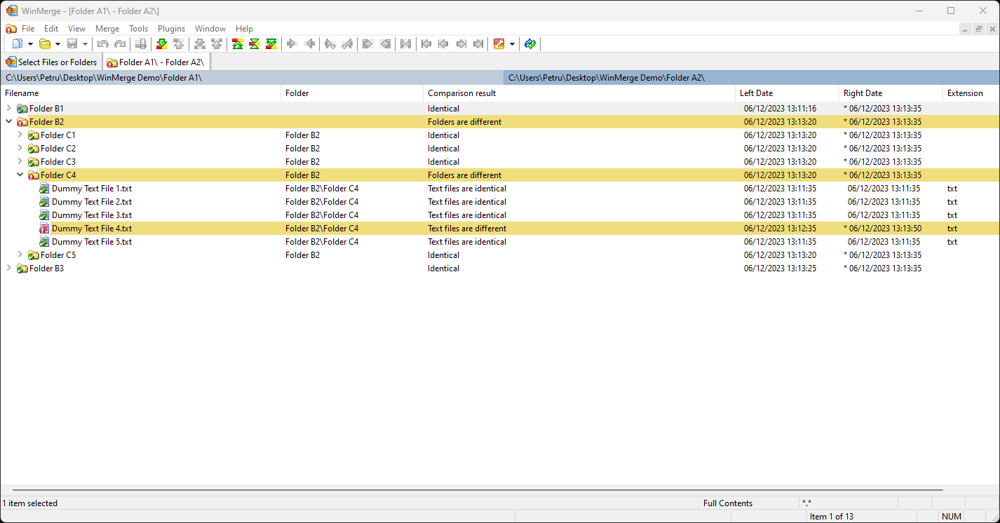 WinMerge - [Folder A1\ - Folder A2\]
File Edit View Merge Tools Plugins Window Help
Select Files or Folders Folder A1\ - Folder A2\
C:\Users\Petru\Desktop\WinMerge Demo\Folder A1\ C:\Users\Petru\Desktop\WinMerge Demo\Folder A2\
Filename Folder Comparison result Left Date Right Date Extension
Folder B1 Identical 06/12/2023 13:11:16 * 06/12/2023 13:13:35
Folder B2 Folders are different 06/12/2023 13:13:20 * 06/12/2023 13:13:35
Folder C1 Folder B2 Identical 06/12/2023 13:13:20 * 06/12/2023 13:13:35
Folder C2 Folder B2 Identical 06/12/2023 13:13:20 * 06/12/2023 13:13:35
Folder C3 Folder B2 Identical 06/12/2023 13:13:20 * 06/12/2023 13:13:35
Folder C4 Folder B2 Folders are different 06/12/2023 13:13:20 * 06/12/2023 13:13:35
Dummy Text File 1.txt Folder B2\Folder C4 Text files are identical 06/12/2023 13:11:35 06/12/2023 13:11:35 txt
Dummy Text File 2.txt Folder B2\Folder C4 Text files are identical 06/12/2023 13:11:35 06/12/2023 13:11:35 txt
Dummy Text File 3.txt Folder B2\Folder C4 Text files are identical 06/12/2023 13:11:35 06/12/2023 13:11:35 txt
Dummy Text File 4.txt Folder B2\Folder C4 Text files are different 06/12/2023 13:12:35 * 06/12/2023 13:13:50 txt
Dummy Text File 5.txt Folder B2\Folder C4 Text files are identical 06/12/2023 13:11:35 06/12/2023 13:11:35 txt
Folder C5 Folder B2 Identical 06/12/2023 13:13:20 * 06/12/2023 13:13:35
Folder B3 Identical 06/12/2023 13:13:25 * 06/12/2023 13:13:35
1 item selected Full Contents *.*
Item 1 of 13 NUM